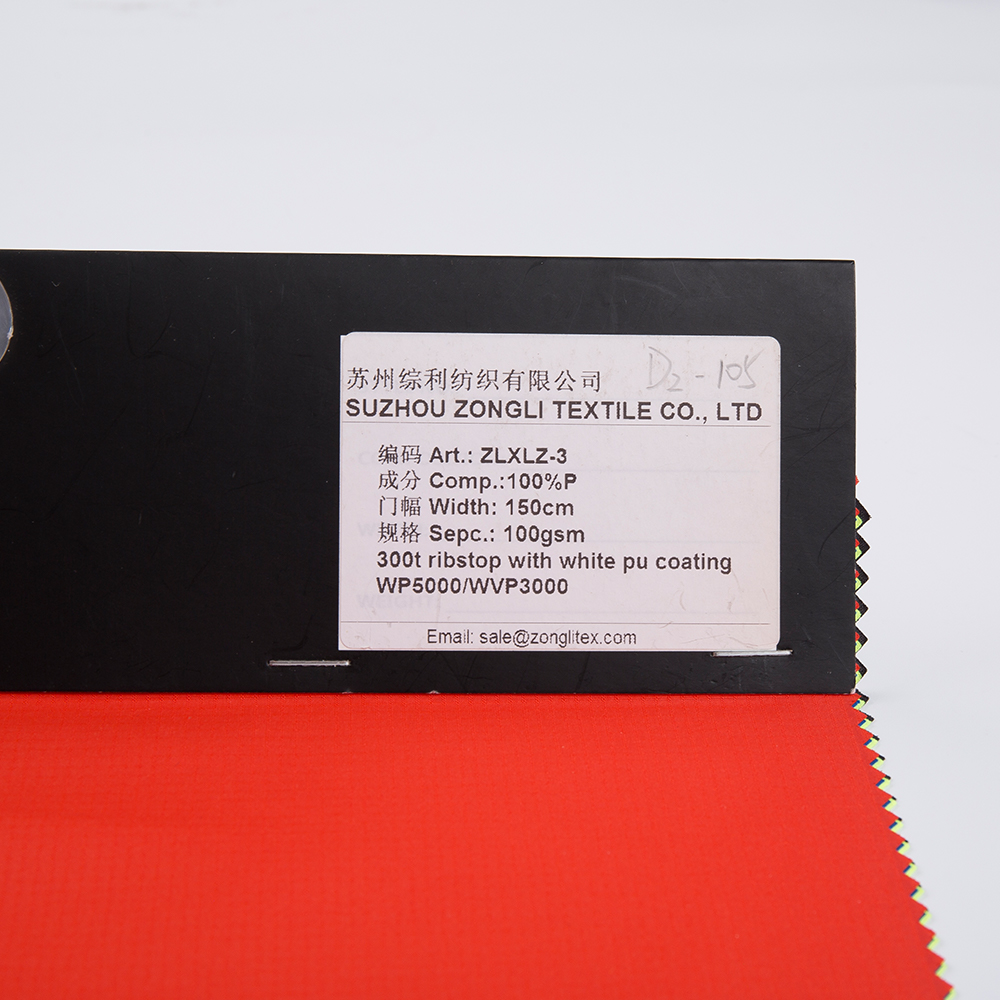 D2-105
苏州综利纺织有限公司
SUZHOU ZONGLI TEXTILE CO., LTD
编码 Art.: ZLXLZ-3
成分 Comp.:100%P
门幅 Width: 150cm
规格 Sepc.: 100gsm
300t ribstop with white pu coating
WP5000/WVP3000
Email: sale@zonglitex.com